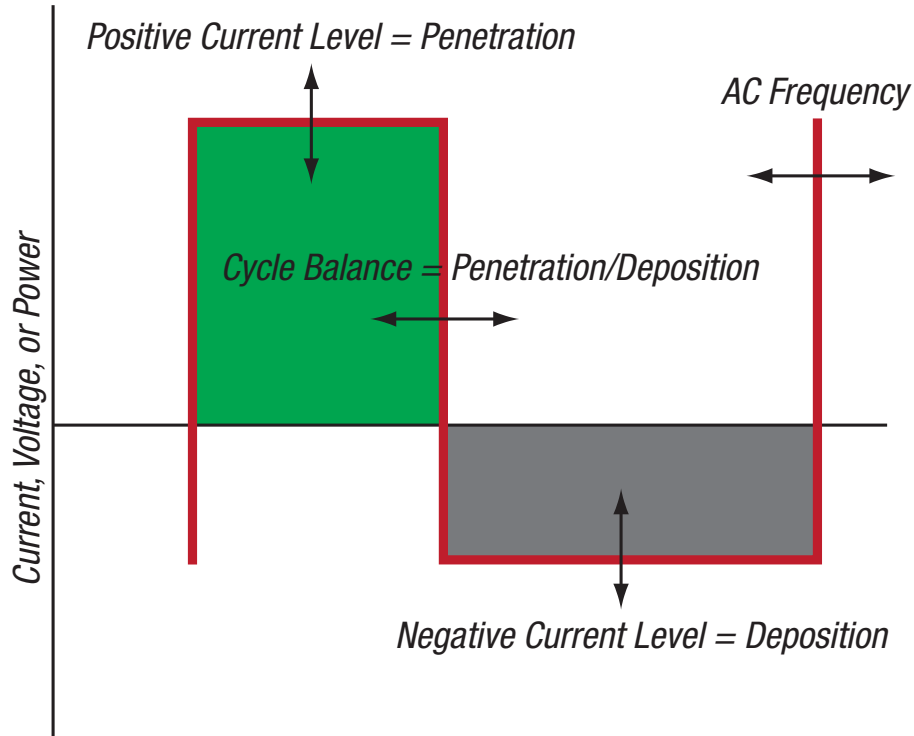 Positive Current Level = Penetration
AC Frequency
Cycle Balance = Penetration/Deposition
Current, Voltage, or Power
Negative Current Level = Deposition